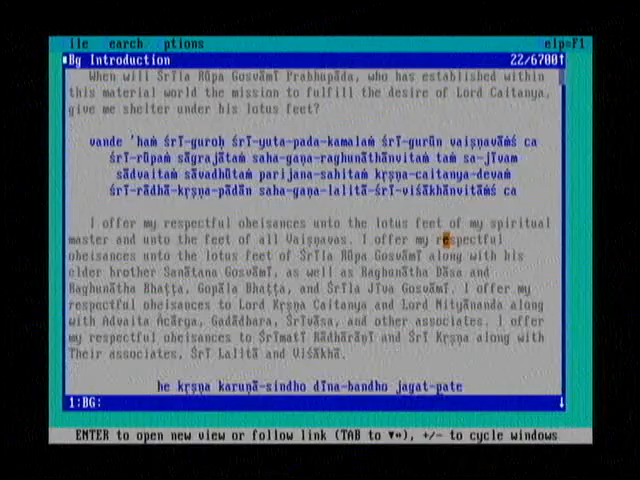 ile   earch   ptions   elp=F1
Bg Introduction   22/6700↑
When will Śrīla Rūpa Gosvāmī Prabhupāda, who has established within
this material world the mission to fulfill the desire of Lord Caitanya,
give me shelter under his lotus feet?
vande 'haṁ śrī-guroḥ śrī-yuta-pada-kamalaṁ śrī-gurūn vaiṣṇavāṁś ca
śrī-rūpaṁ sāgrajātaṁ saha-gaṇa-raghunāthānvitaṁ taṁ sa-jīvam
sādvaitaṁ sāvadhūtaṁ parijana-sahitaṁ kṛṣṇa-caitanya-devaṁ
śrī-rādhā-kṛṣṇa-pādān saha-gaṇa-lalitā-śrī-viśākhānvitāṁś ca
I offer my respectful obeisances unto the lotus feet of my spiritual
master and unto the feet of all Vaiṣṇavas. I offer my respectful
obeisances unto the lotus feet of Śrīla Rūpa Gosvāmī along with his
elder brother Sanātana Gosvāmī, as well as Raghunātha Dāsa and
Raghunātha Bhaṭṭa, Gopāla Bhaṭṭa, and Śrīla Jīva Gosvāmī. I offer my
respectful obeisances to Lord Kṛṣṇa Caitanya and Lord Nityānanda along
with Advaita Ācārya, Gadādhara, Śrīvāsa, and other associates. I offer
my respectful obeisances to Śrīmatī Rādhārāṇī and Śrī Kṛṣṇa along with
Their associates, Śrī Lalitā and Viśākhā.
he kṛṣṇa karuṇā-sindho dīna-bandho jagat-pate
1:BG:   ↓
ENTER to open new view or follow link (TAB to ▼◄), +/- to cycle windows